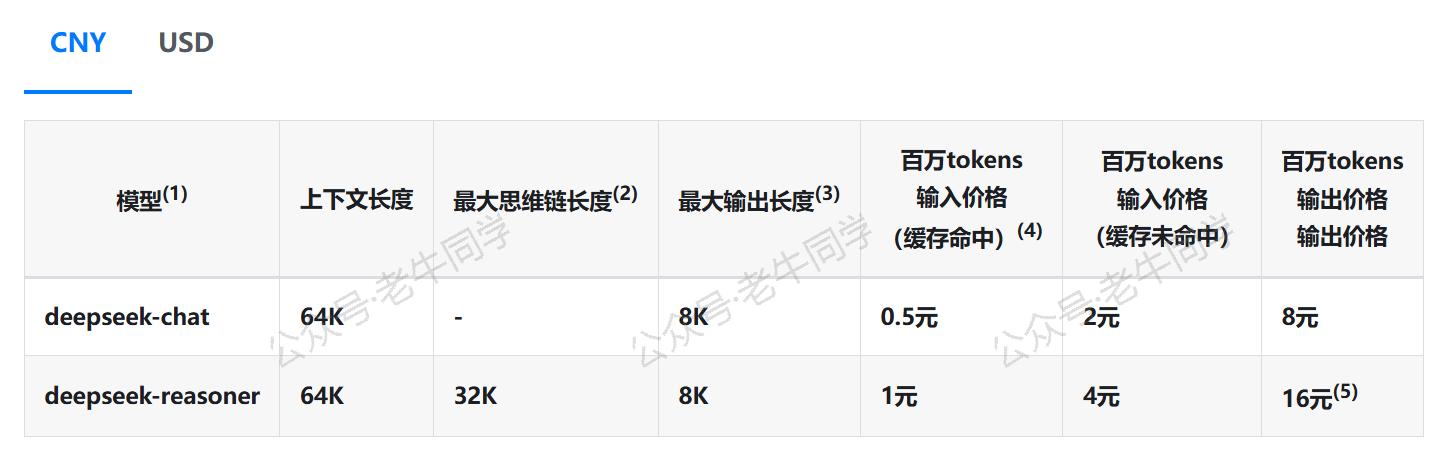 CNY USD
模型(1) 上下文长度 最大思维链长度(2) 最大输出长度(3) 百万tokens 输入价格 (缓存命中)(4) 百万tokens 输入价格 (缓存未命中) 百万tokens 输出价格 输出价格
deepseek-chat 64K - 8K 0.5元 2元 8元
deepseek-reasoner 64K 32K 8K 1元 4元 16元(5)
公众号·老牛同学
公众号·老牛同学
公众号·老牛同学